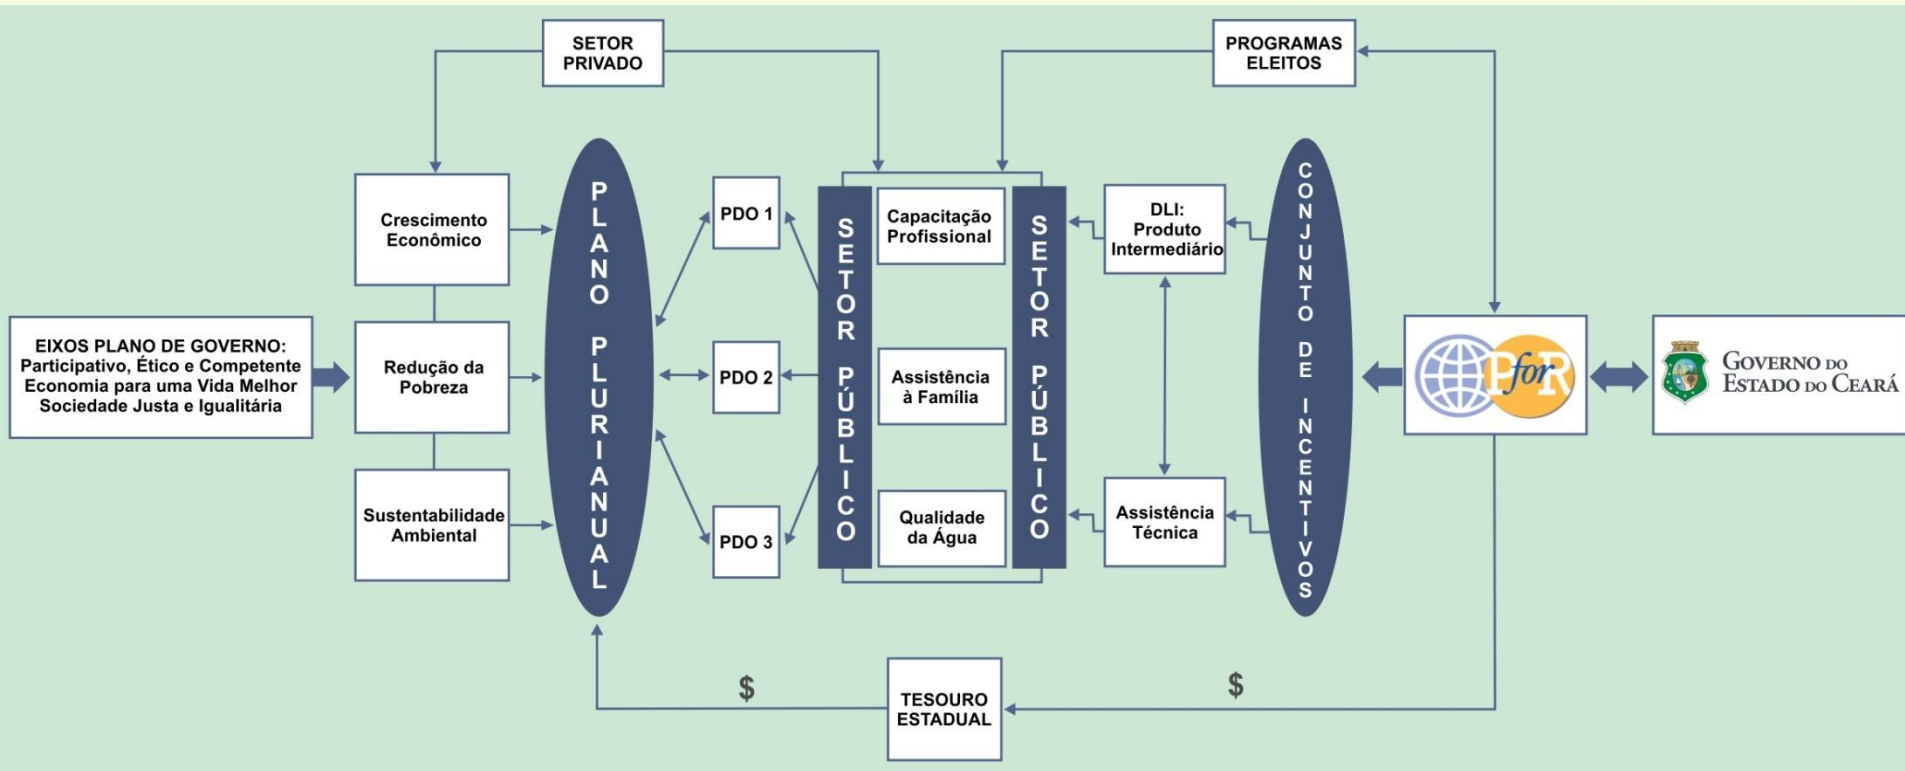 SETOR
PRIVADO
PROGRAMAS
ELEITOS
EIXOS PLANO DE GOVERNO:
Participativo, Ético e Competente
Economia para uma Vida Melhor
Sociedade Justa e Igualitária
Crescimento
Econômico
Redução da
Pobreza
Sustentabilidade
Ambiental
PLANO PLURIANUAL
PDO 1
PDO 2
PDO 3
SETOR PÚBLICO
Capacitação
Profissional
Assistência
à Família
Qualidade
da Água
SETOR PÚBLICO
DLI:
Produto
Intermediário
Assistência
Técnica
CONJUNTO DE INCENTIVOS
PforR
GOVERNO DO
ESTADO DO CEARÁ
$
TESOURO
ESTADUAL
$